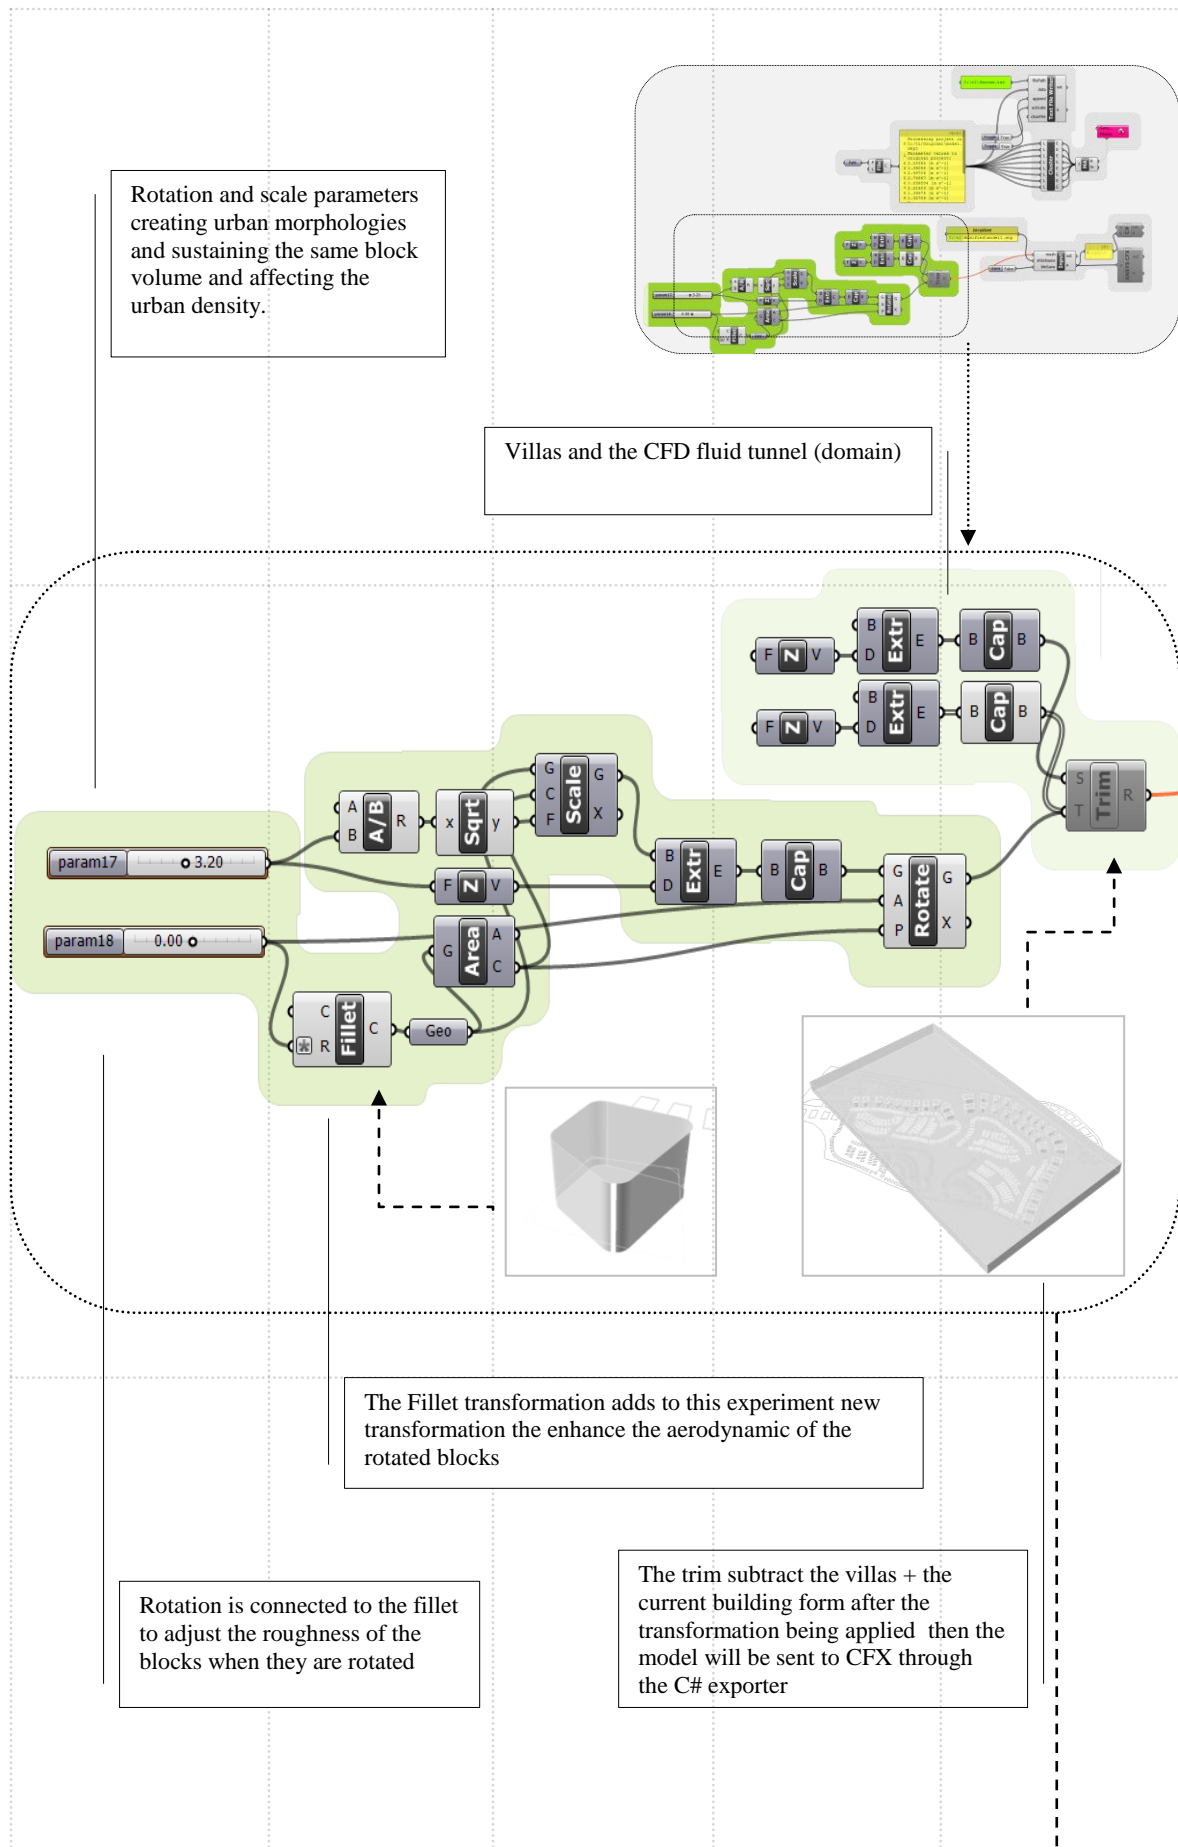 Rotation and scale parameters
creating urban morphologies
and sustaining the same block
volume and affecting the
urban density.
Villas and the CFD fluid tunnel (domain)
F Z V
B D Extr E
B Cap B
F Z V
B D Extr E
B Cap B
S T Trim R
A B A/B R
x Sqrt y
G C F Scale G X
param17 3.20
F Z V
B D Extr E
B Cap B
G A P Rotate G X
param18 0.00
G Area A C
C R Fillet C
Geo
The Fillet transformation adds to this experiment new
transformation the enhance the aerodynamic of the
rotated blocks
Rotation is connected to the fillet
to adjust the roughness of the
blocks when they are rotated
The trim subtract the villas + the
current building form after the
transformation being applied then the
model will be sent to CFX through
the C# exporter